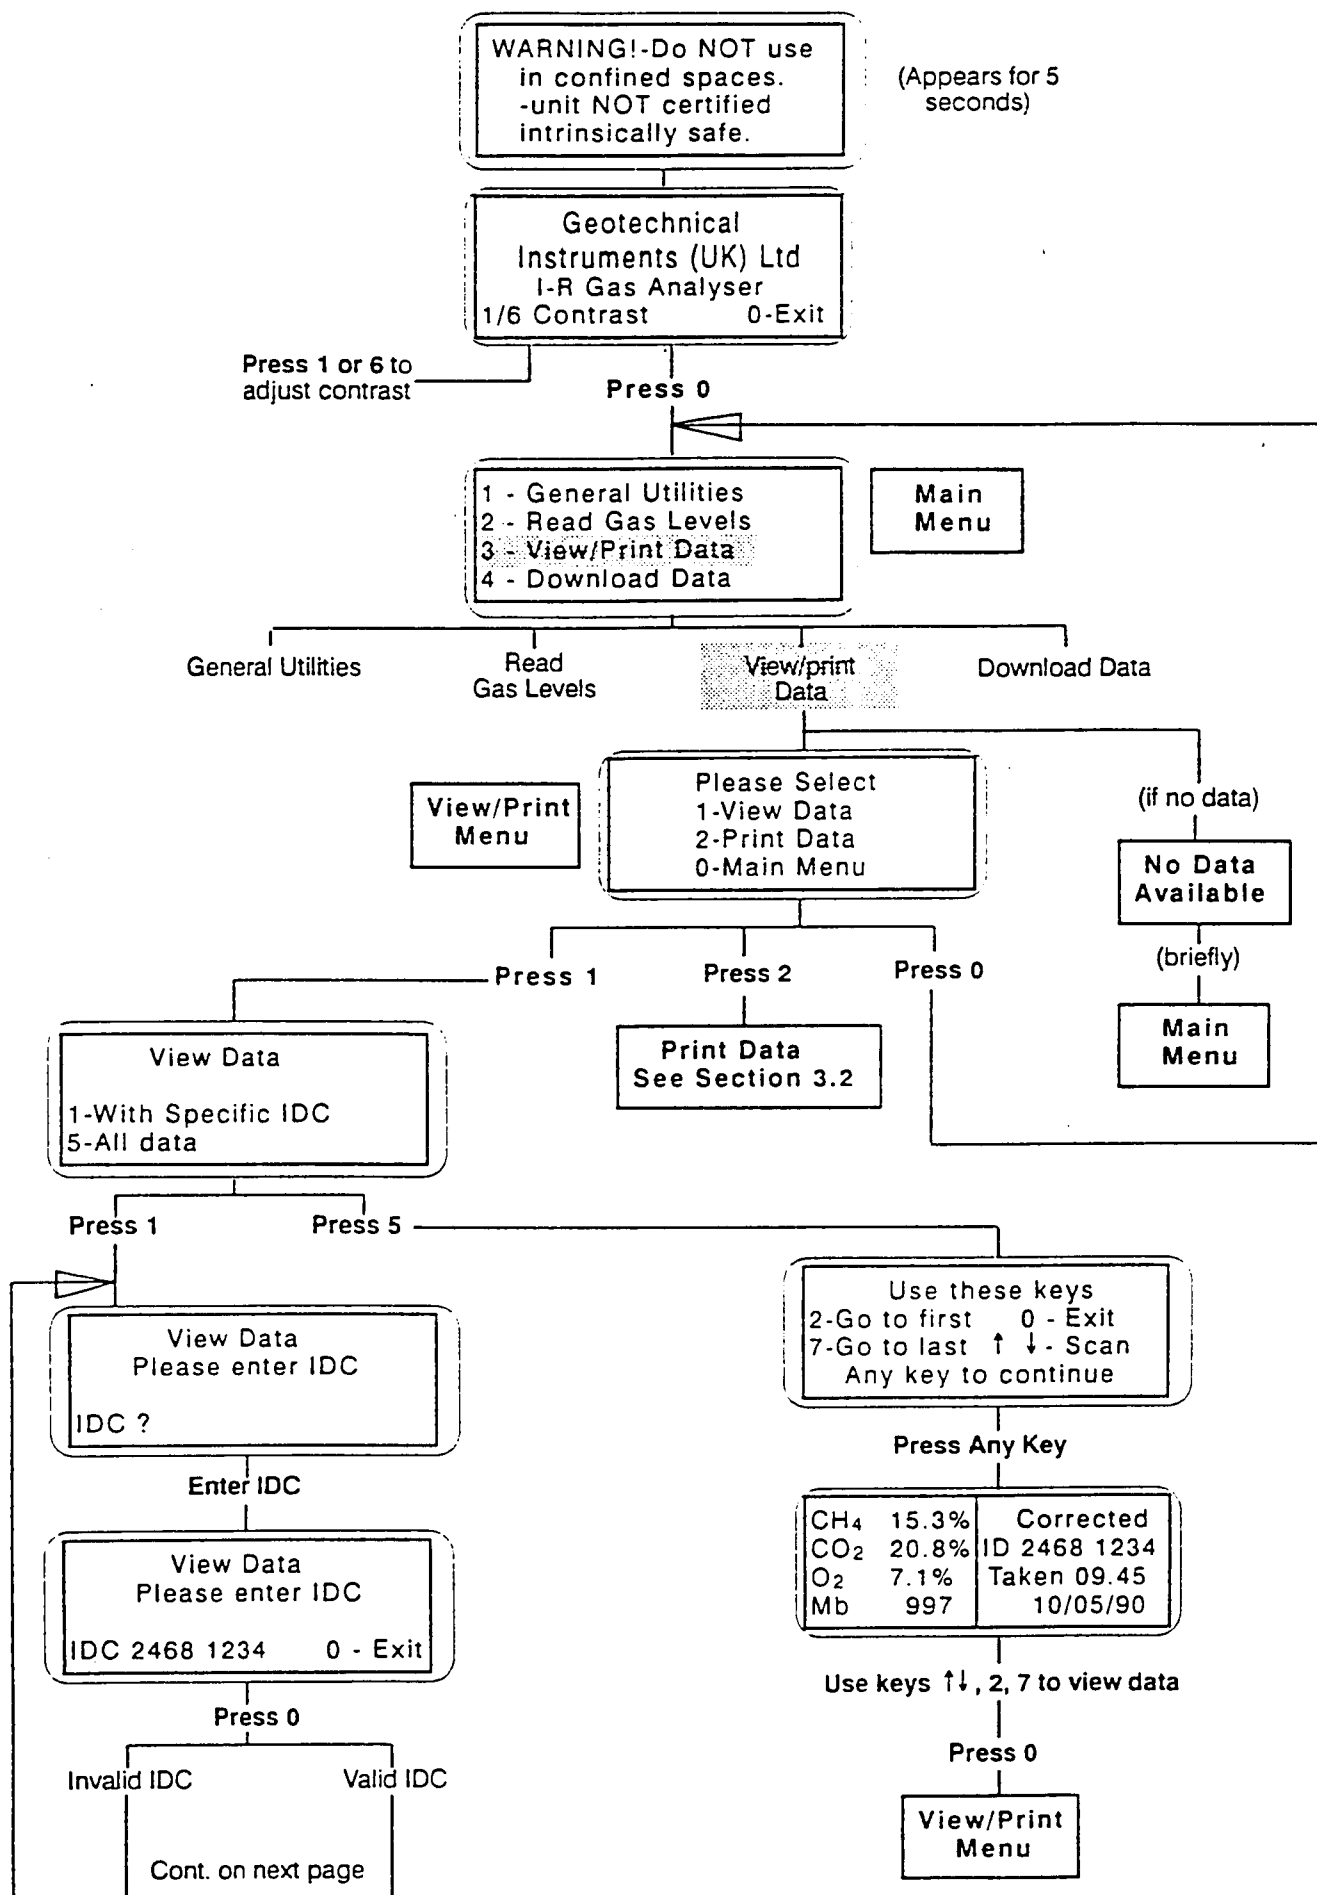 WARNING!-Do NOT use
in confined spaces.
-unit NOT certified
intrinsically safe.
(Appears for 5
seconds)
Geotechnical
Instruments (UK) Ltd
I-R Gas Analyser
1/6 Contrast 0-Exit
Press 1 or 6 to
adjust contrast
Press 0
1 - General Utilities
2 - Read Gas Levels
3 - View/Print Data
4 - Download Data
Main
Menu
General Utilities
Read
Gas Levels
View/print
Data
Download Data
View/Print
Menu
Please Select
1-View Data
2-Print Data
0-Main Menu
(if no data)
No Data
Available
(briefly)
Main
Menu
Press 1
Press 2
Press 0
Print Data
See Section 3.2
View Data
1-With Specific IDC
5-All data
Press 1
Press 5
View Data
Please enter IDC
IDC ?
Enter IDC
View Data
Please enter IDC
IDC 2468 1234 0 - Exit
Press 0
Invalid IDC
Valid IDC
Cont. on next page
Use these keys
2-Go to first 0 - Exit
7-Go to last ↑ ↓ - Scan
Any key to continue
Press Any Key
CH4 15.3% Corrected
CO2 20.8% ID 2468 1234
O2 7.1% Taken 09.45
Mb 997 10/05/90
Use keys ↑↓, 2, 7 to view data
Press 0
View/Print
Menu